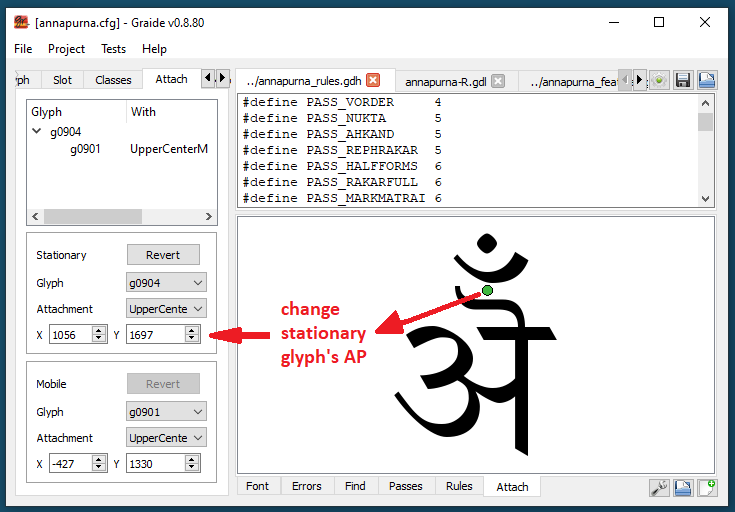 [annapurna.cfg] - Graide v0.8.80
File Project Tests Help
Slot Classes Attach
../annapurna_rules.gdh annapurna-R.gdl
#define PASS_VORDER 4
#define PASS_NUKTA 5
#define PASS_AHKAND 5
#define PASS_REPHRAKAR 5
#define PASS_HALFFORMS 6
#define PASS_RAKARFULL 6
#define PASS_MARKMATRAI 6
Glyph With
g0904
g0901 UpperCenterM
Stationary Revert
Glyph g0904
Attachment UpperCente
X 1056 Y 1697
Mobile Revert
Glyph g0901
Attachment UpperCente
X -427 Y 1330
change
stationary
glyph's AP
ऄँ
Font Errors Find Passes Rules Attach